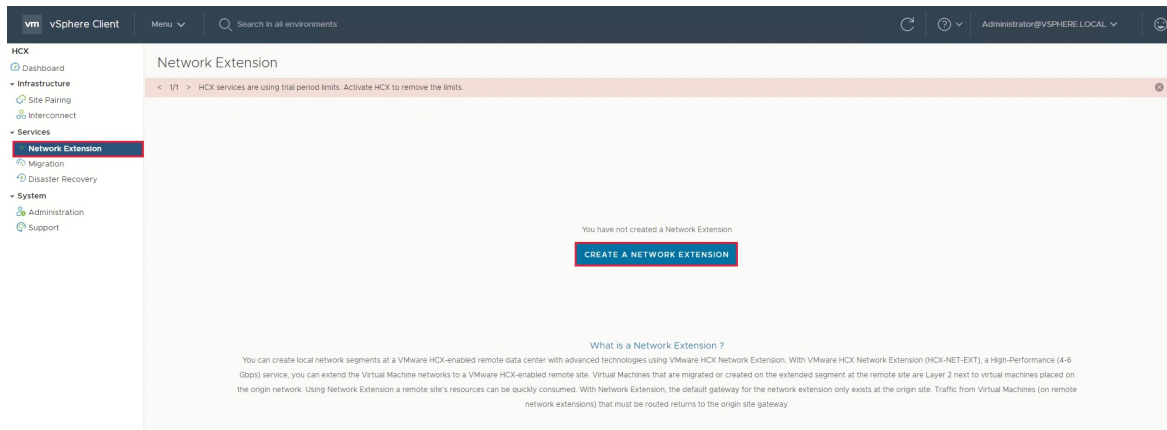 vm vSphere Client Menu Search in all environments Administrator@VSPHERE.LOCAL
HCX
Dashboard
Infrastructure
Site Pairing
Interconnect
Services
Network Extension
Migration
Disaster Recovery
System
Administration
Support
Network Extension
< 1/1 > HCX services are using trial period limits. Activate HCX to remove the limits.
You have not created a Network Extension
CREATE A NETWORK EXTENSION
What is a Network Extension ?
You can create local network segments at a VMware HCX-enabled remote data center with advanced technologies using VMware HCX Network Extension. With VMware HCX Network Extension (HCX-NET-EXT), a High-Performance (4-6
Gbps) service, you can extend the Virtual Machine networks to a VMware HCX-enabled remote site. Virtual Machines that are migrated or created on the extended segment at the remote site are Layer 2 next to virtual machines placed on
the origin network. Using Network Extension a remote site's resources can be quickly consumed. With Network Extension, the default gateway for the network extension only exists at the origin site. Traffic from Virtual Machines (on remote
network extensions) that must be routed returns to the origin site gateway.